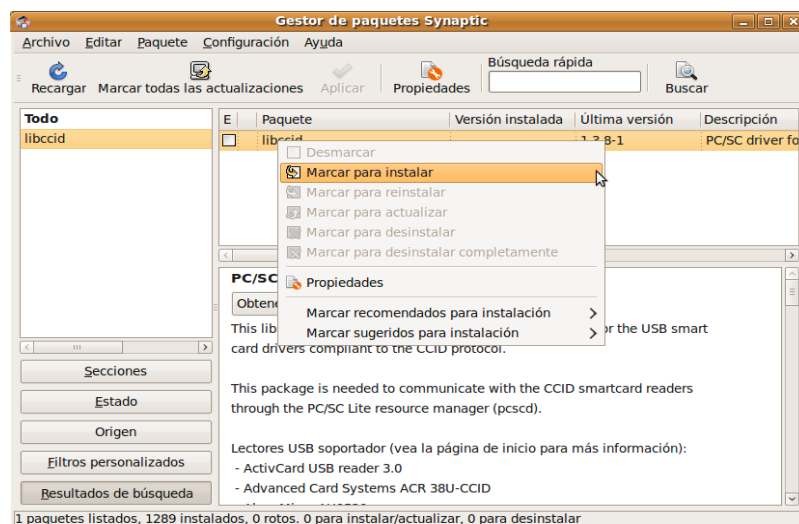 Gestor de paquetes Synaptic
Archivo Editar Paquete Configuración Ayuda
Recargar Marcar todas las actualizaciones Aplicar Propiedades Búsqueda rápida Buscar
Todo
libccid
E Paquete Versión instalada Última versión Descripción
libccid 1.3.8-1 PC/SC driver fo
Desmarcar
Marcar para instalar
Marcar para reinstalar
Marcar para actualizar
Marcar para desinstalar
Marcar para desinstalar completamente
Propiedades
Marcar recomendados para instalación
Marcar sugeridos para instalación
PC/SC
Obtene
This lib or the USB smart
card drivers compliant to the CCID protocol.
This package is needed to communicate with the CCID smartcard readers
through the PC/SC Lite resource manager (pcscd).
Lectores USB soportador (vea la página de inicio para más información):
- ActivCard USB reader 3.0
- Advanced Card Systems ACR 38U-CCID
Secciones
Estado
Origen
Filtros personalizados
Resultados de búsqueda
1 paquetes listados, 1289 instalados, 0 rotos. 0 para instalar/actualizar, 0 para desinstalar